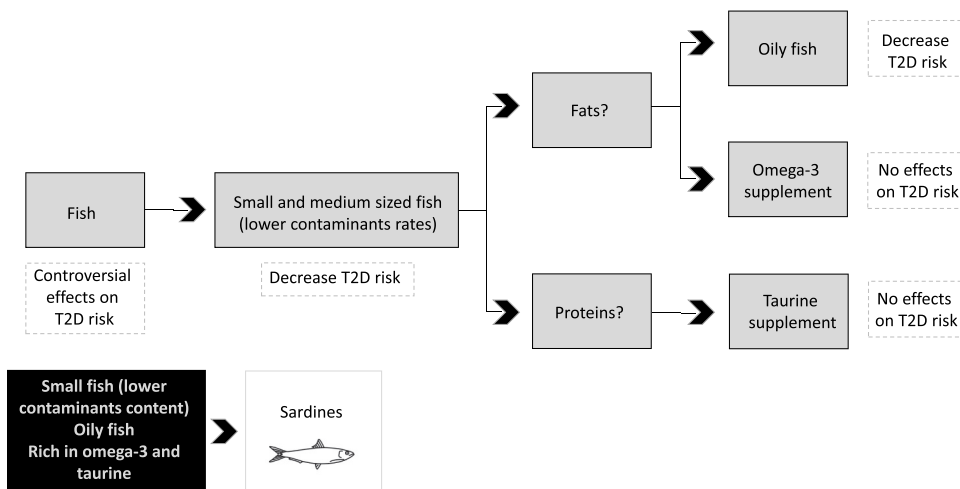 Oily fish
Decrease
T2D risk
Fats?
Omega-3
supplement
No effects
on T2D risk
Fish
Small and medium sized fish
(lower contaminants rates)
Controversial
effects on
T2D risk
Decrease T2D risk
Proteins?
Taurine
supplement
No effects
on T2D risk
Small fish (lower
contaminants content)
Oily fish
Rich in omega-3 and
taurine
Sardines